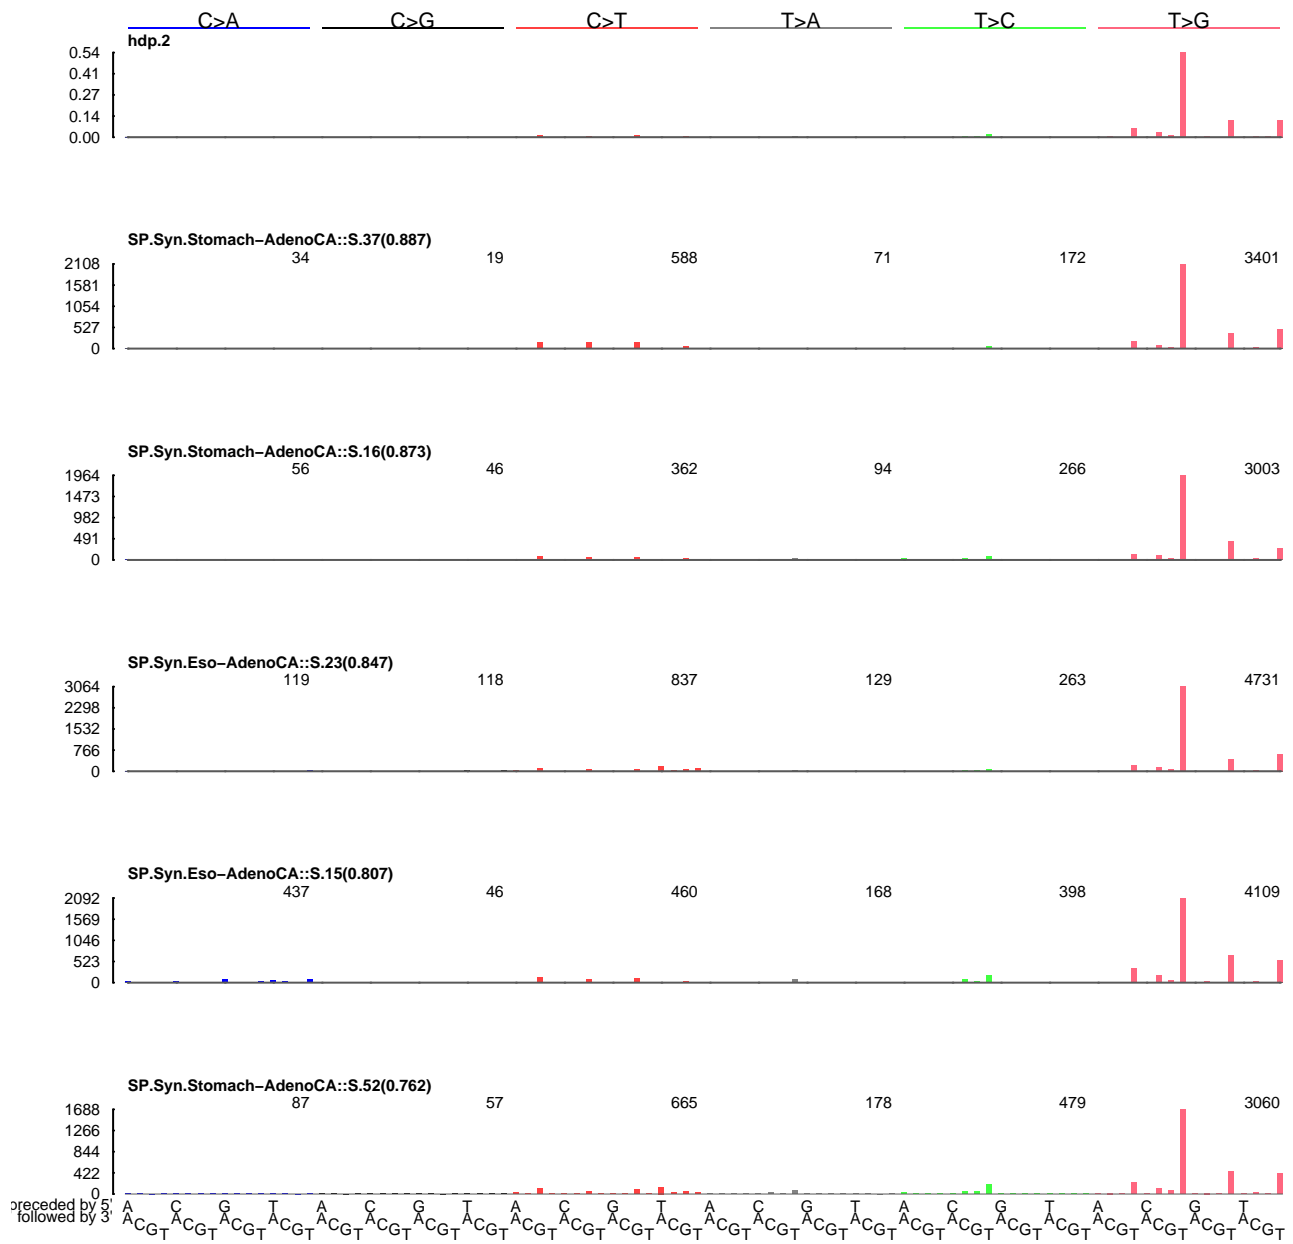 C>A C>G C>T T>A T>C T>G
hdp.2
0.54
0.41
0.27
0.14
0.00
SP.Syn.Stomach−AdenoCA::S.37(0.887)
34 19 588 71 172 3401
2108
1581
1054
527
0
SP.Syn.Stomach−AdenoCA::S.16(0.873)
56 46 362 94 266 3003
1964
1473
982
491
0
SP.Syn.Eso−AdenoCA::S.23(0.847)
119 118 837 129 263 4731
3064
2298
1532
766
0
SP.Syn.Eso−AdenoCA::S.15(0.807)
437 46 460 168 398 4109
2092
1569
1046
523
0
SP.Syn.Stomach−AdenoCA::S.52(0.762)
87 57 665 178 479 3060
1688
1266
844
422
0
preceded by 5' A C G T A C G T A C G T A C G T A C G T A C G T
followed by 3' A C G T A C G T A C G T A C G T A C G T A C G T A C G T A C G T A C G T A C G T A C G T A C G T A C G T A C G T A C G T A C G T A C G T A C G T A C G T A C G T A C G T A C G T A C G T A C G T